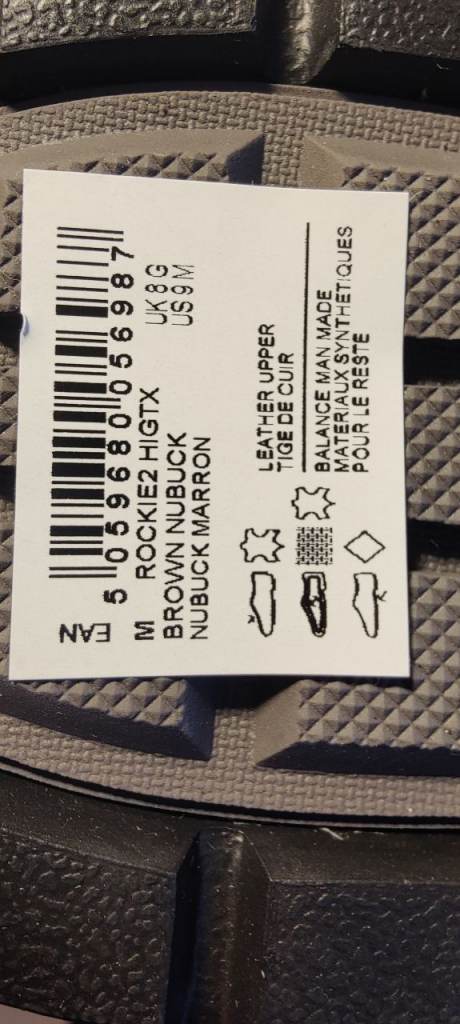 EAN
5 059680 056987
M ROCKIE2 HIGTX UK 8 G
BROWN NUBUCK US 9 M
NUBUCK MARRON
LEATHER UPPER
TIGE DE CUIR
BALANCE MAN MADE
MATERIAUX SYNTHETIQUES
POUR LE RESTE